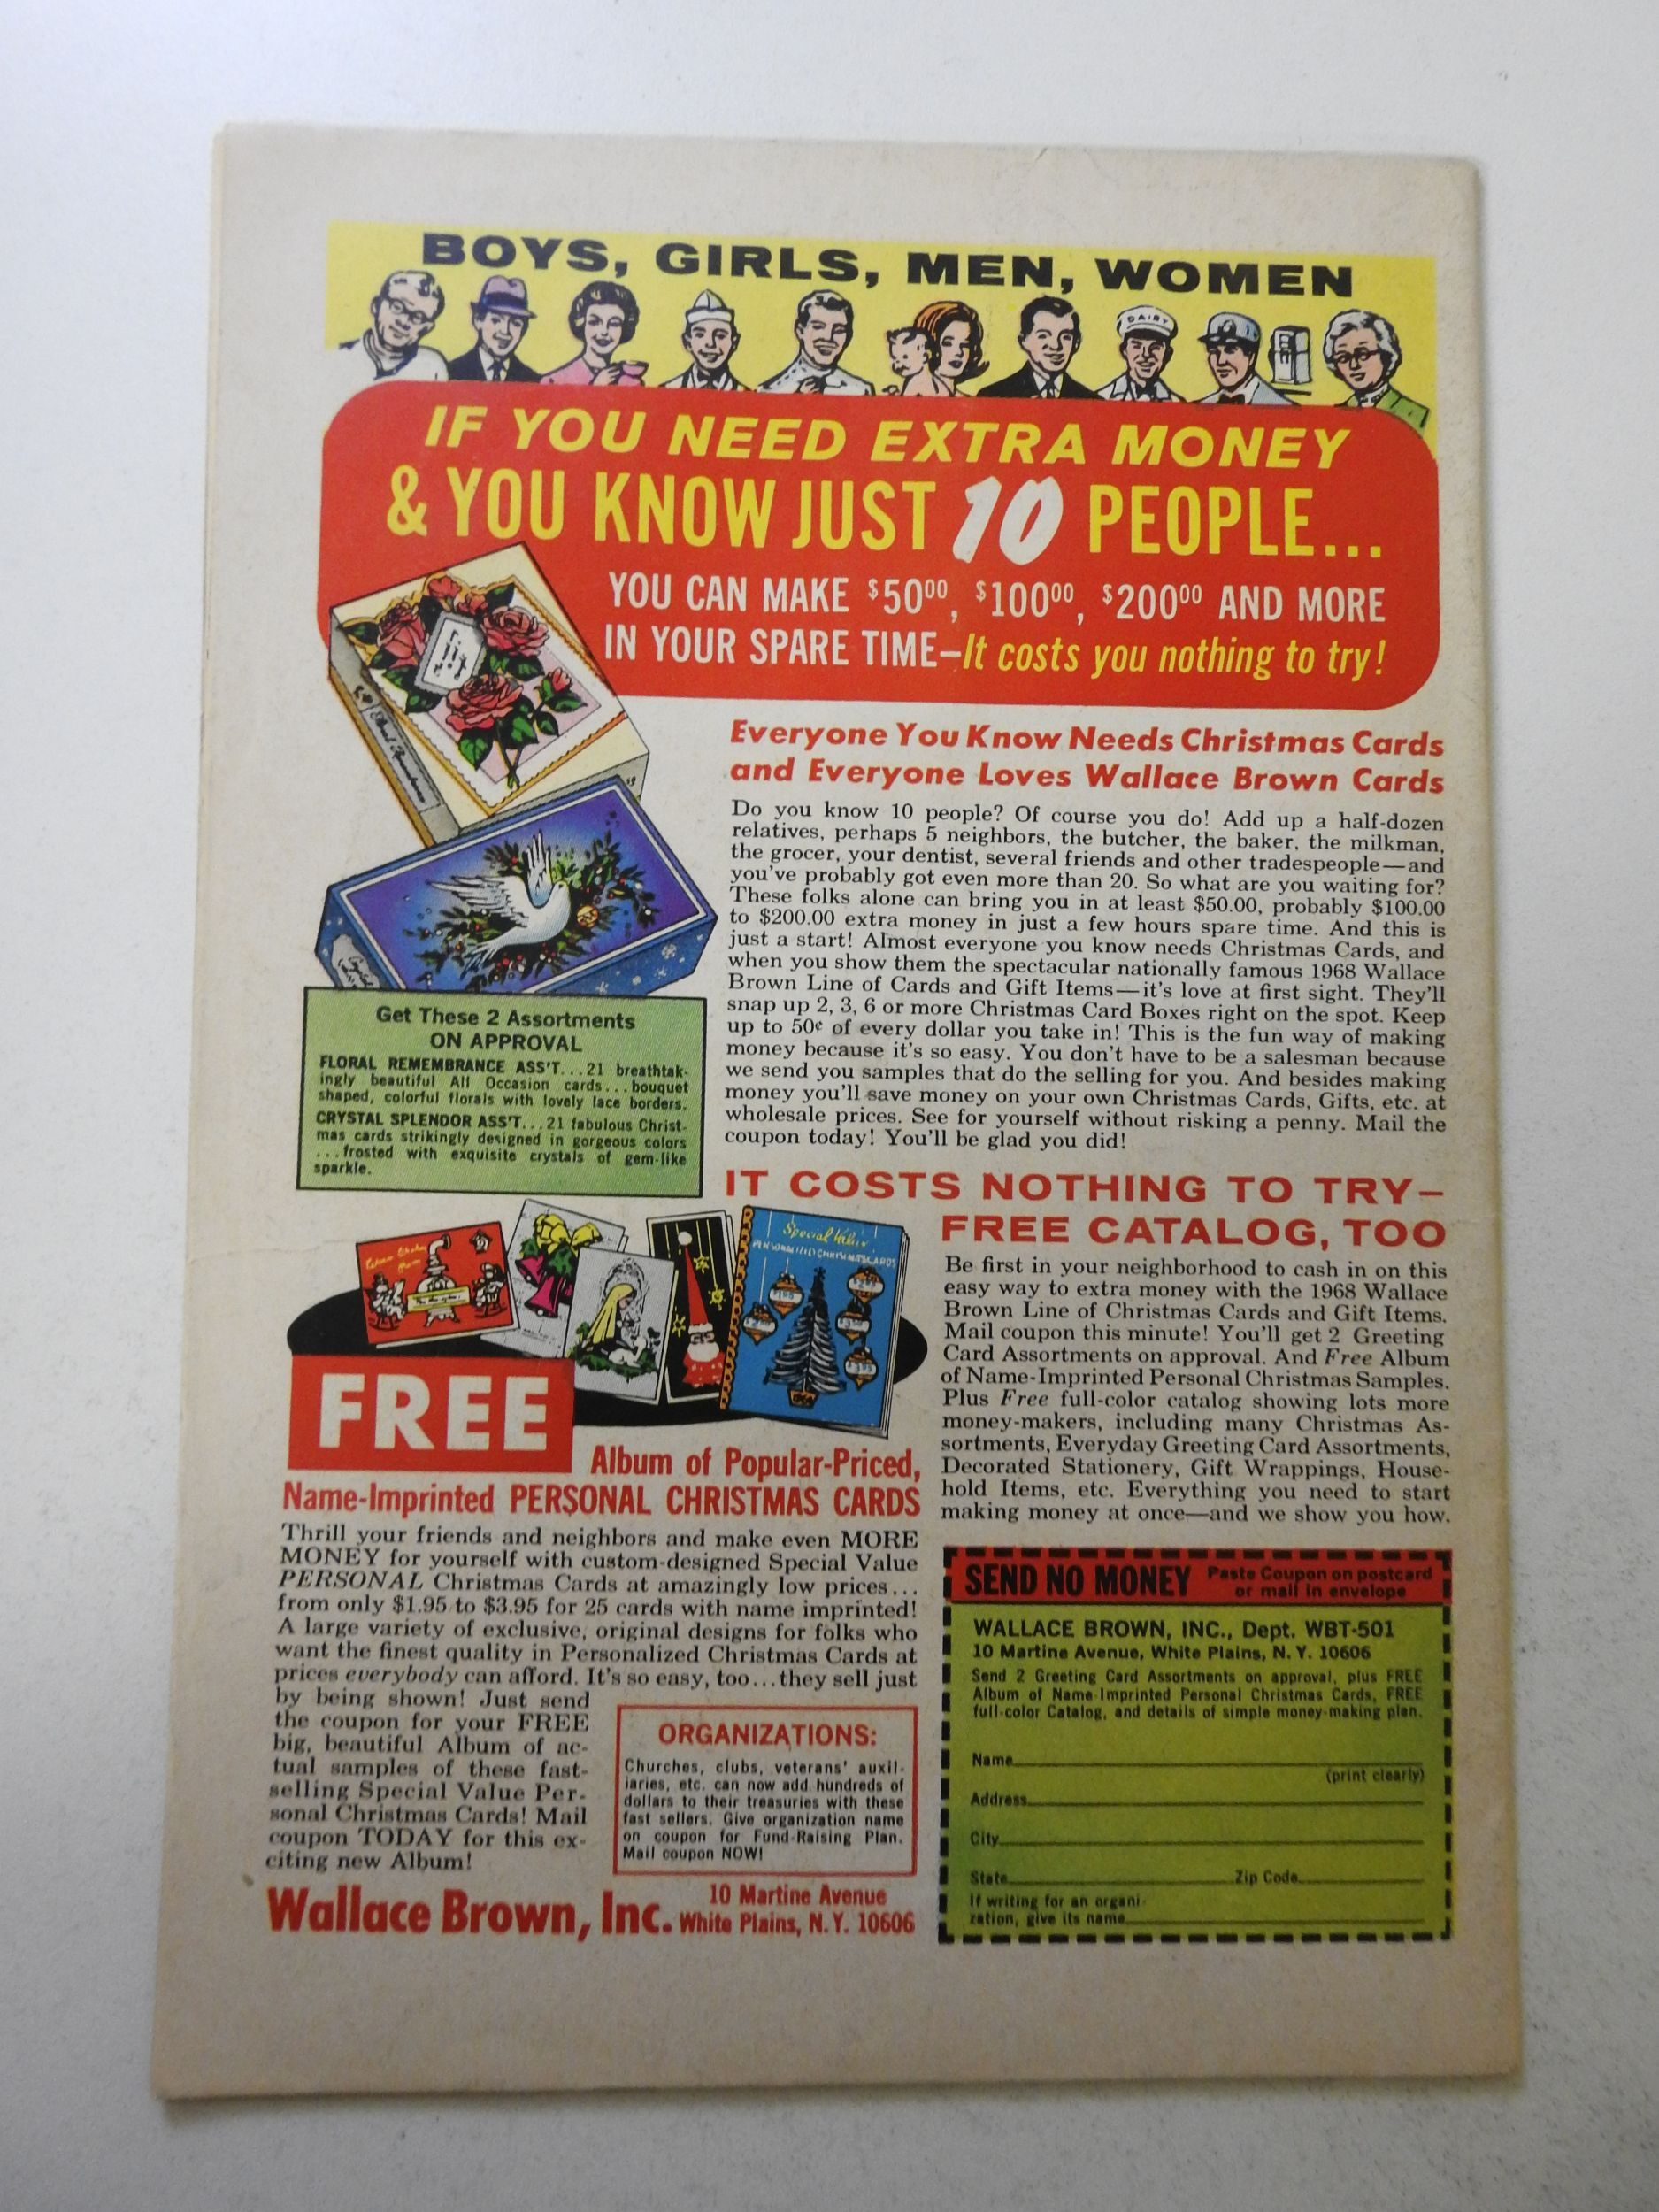 BOYS, GIRLS, MEN, WOMEN
DAIRY
IF YOU NEED EXTRA MONEY
& YOU KNOW JUST 10 PEOPLE...
YOU CAN MAKE $50⁰⁰, $100⁰⁰, $200⁰⁰ AND MORE
IN YOUR SPARE TIME—It costs you nothing to try!
Everyone You Know Needs Christmas Cards
and Everyone Loves Wallace Brown Cards
Do you know 10 people? Of course you do! Add up a half-dozen
relatives, perhaps 5 neighbors, the butcher, the baker, the milkman,
the grocer, your dentist, several friends and other tradespeople—and
you've probably got even more than 20. So what are you waiting for?
These folks alone can bring you in at least $50.00, probably $100.00
to $200.00 extra money in just a few hours spare time. And this is
just a start! Almost everyone you know needs Christmas Cards, and
when you show them the spectacular nationally famous 1968 Wallace
Brown Line of Cards and Gift Items—it's love at first sight. They'll
snap up 2, 3, 6 or more Christmas Card Boxes right on the spot. Keep
up to 50¢ of every dollar you take in! This is the fun way of making
money because it's so easy. You don't have to be a salesman because
we send you samples that do the selling for you. And besides making
money you'll save money on your own Christmas Cards, Gifts, etc. at
wholesale prices. See for yourself without risking a penny. Mail the
coupon today! You'll be glad you did!
Get These 2 Assortments
ON APPROVAL
FLORAL REMEMBRANCE ASS'T...21 breathtak-
ingly beautiful All Occasion cards...bouquet
shaped, colorful florals with lovely lace borders.
CRYSTAL SPLENDOR ASS'T...21 fabulous Christ-
mas cards strikingly designed in gorgeous colors
...frosted with exquisite crystals of gem-like
sparkle.
IT COSTS NOTHING TO TRY—
FREE CATALOG, TOO
Be first in your neighborhood to cash in on this
easy way to extra money with the 1968 Wallace
Brown Line of Christmas Cards and Gift Items.
Mail coupon this minute! You'll get 2 Greeting
Card Assortments on approval. And Free Album
of Name-Imprinted Personal Christmas Samples.
Plus Free full-color catalog showing lots more
money-makers, including many Christmas As-
sortments, Everyday Greeting Card Assortments,
Decorated Stationery, Gift Wrappings, House-
hold Items, etc. Everything you need to start
making money at once—and we show you how.
Special Value
PERSONALIZED CHRISTMAS CARDS
FREE
Album of Popular-Priced,
Name-Imprinted PERSONAL CHRISTMAS CARDS
Thrill your friends and neighbors and make even MORE
MONEY for yourself with custom-designed Special Value
PERSONAL Christmas Cards at amazingly low prices...
from only $1.95 to $3.95 for 25 cards with name imprinted!
A large variety of exclusive, original designs for folks who
want the finest quality in Personalized Christmas Cards at
prices everybody can afford. It's so easy, too...they sell just
by being shown! Just send
the coupon for your FREE
big, beautiful Album of ac-
tual samples of these fast-
selling Special Value Per-
sonal Christmas Cards! Mail
coupon TODAY for this ex-
citing new Album!
ORGANIZATIONS:
Churches, clubs, veterans' auxil-
iaries, etc. can now add hundreds of
dollars to their treasuries with these
fast sellers. Give organization name
on coupon for Fund-Raising Plan.
Mail coupon NOW!
Wallace Brown, Inc. 10 Martine Avenue
White Plains, N.Y. 10606
SEND NO MONEY Paste Coupon on postcard
or mail in envelope
WALLACE BROWN, INC., Dept. WBT-501
10 Martine Avenue, White Plains, N.Y. 10606
Send 2 Greeting Card Assortments on approval, plus FREE
Album of Name-Imprinted Personal Christmas Cards, FREE
full-color Catalog, and details of simple money-making plan.
Name
(print clearly)
Address
City
State Zip Code
If writing for an organi-
zation, give its name